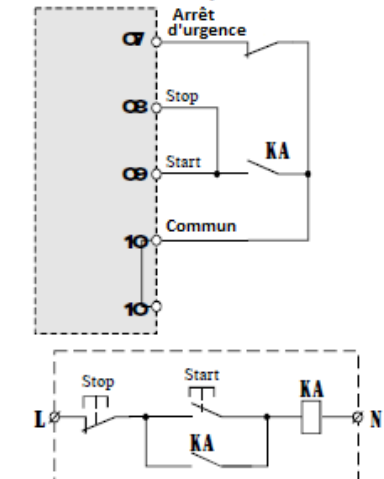 Arrêt
07 d'urgence
08 Stop
KA
09 Start
10 Commun
10
Stop Start KA
L N
KA